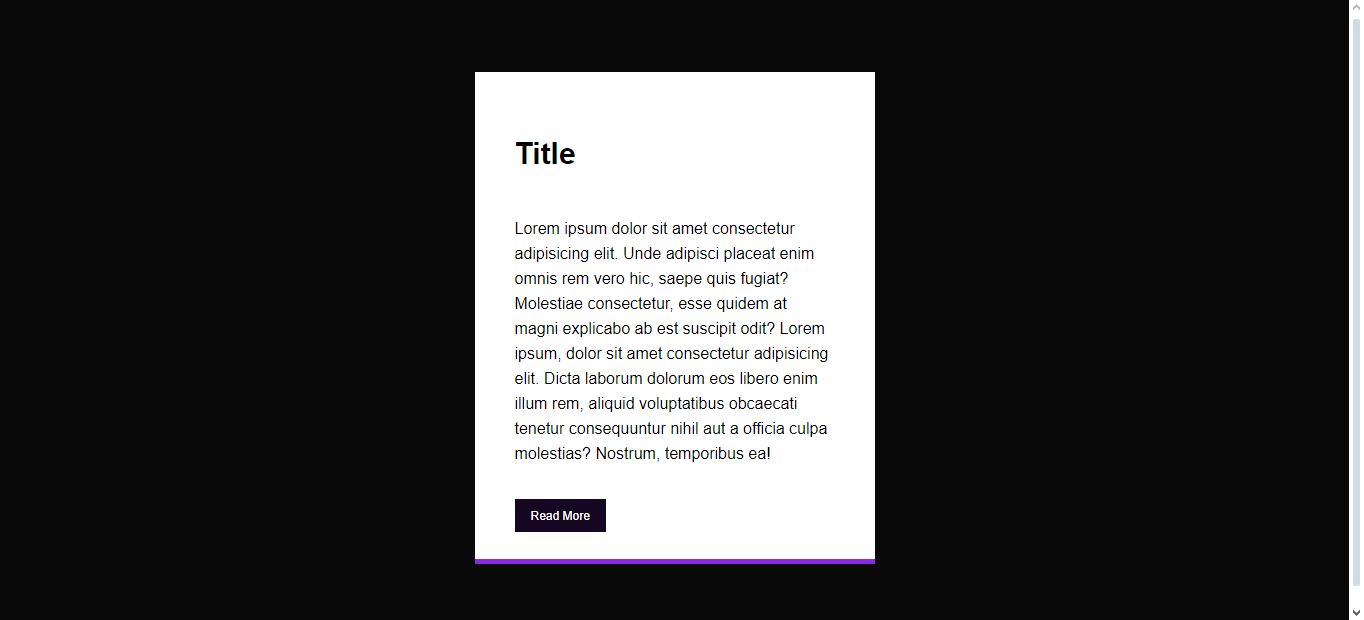 Title
Lorem ipsum dolor sit amet consectetur
adipisicing elit. Unde adipisci placeat enim
omnis rem vero hic, saepe quis fugiat?
Molestiae consectetur, esse quidem at
magni explicabo ab est suscipit odit? Lorem
ipsum, dolor sit amet consectetur adipisicing
elit. Dicta laborum dolorum eos libero enim
illum rem, aliquid voluptatibus obcaecati
tenetur consequuntur nihil aut a officia culpa
molestias? Nostrum, temporibus ea!
Read More